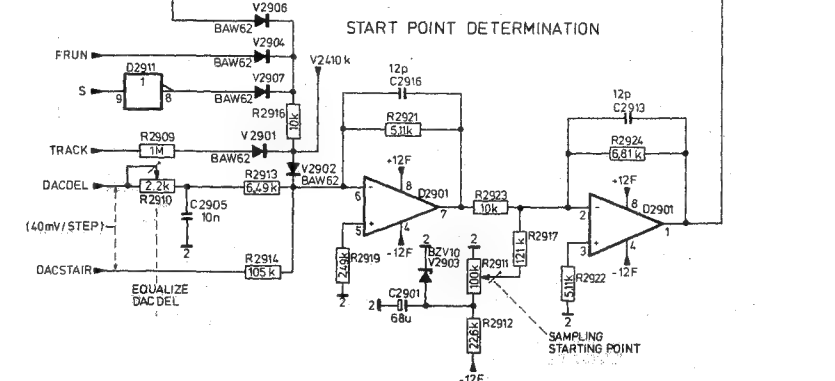 V2906
BAW62
START POINT DETERMINATION
V2904
FRUN
BAW62
V2410k
D2911
V2907
1
S
9
8
BAW62
R2916
10k
12p
C2916
R2921
5,11k
12p
C2913
R2924
6,81k
R2909
V2901
TRACK
1M
BAW62
V2902
BAW62
+12F
DACDEL
2,2k
R2910
R2913
6,49k
C2905
10n
2
6
8
D2901
7
5
4
-12F
R2923
10k
+12F
2
8
D2901
1
3
4
-12F
(40mV/STEP)
DACSTAIR
R2914
105k
EQUALIZE
DACDEL
249k
R2919
2
2
BZV10
V2903
2
R2911
100k
R2917
121k
5,11k
R2922
2
2
C2901
68u
22,6k
R2912
-12F
SAMPLING
STARTING POINT